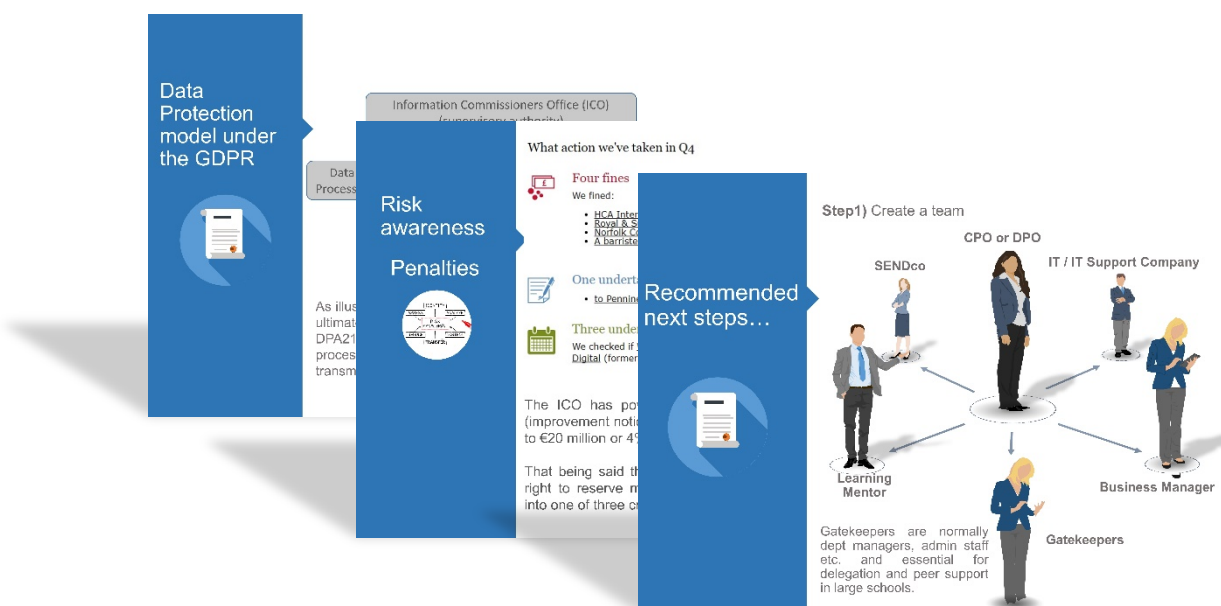 Data
Protection
model under
the GDPR
Information Commissioners Office (ICO)
(supervisory authority)
Data
As illus
ultimat
DPA21
proces
transm
Risk
awareness
Penalties
IDENTIFY
TRANSFER
What action we've taken in Q4
Four fines
We fined:
HCA Inter
Royal & S
Norfolk Co
A barriste
One underta
to Pennine
Three under
We checked if
Digital (former
The ICO has pov
(improvement notic
to €20 million or 4%
That being said th
right to reserve m
into one of three cr
Recommended
next steps…
Step1) Create a team
CPO or DPO
SENDco
IT / IT Support Company
Learning
Mentor
Business Manager
Gatekeepers
Gatekeepers are normally
dept managers, admin staff
etc. and essential for
delegation and peer support
in large schools.